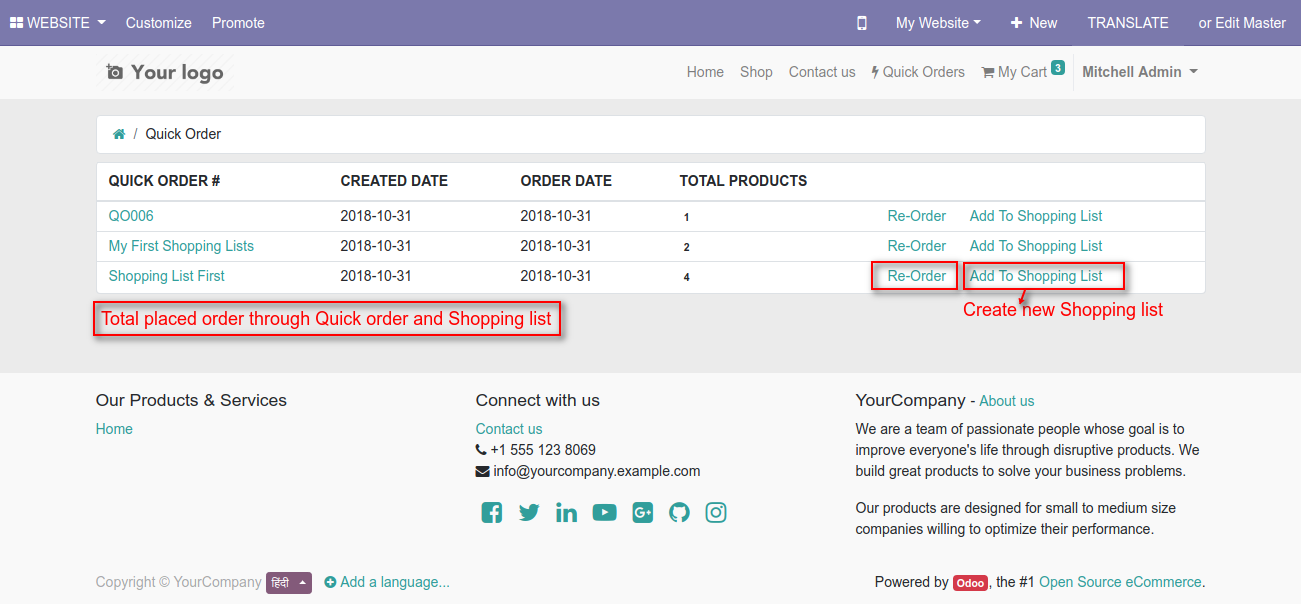 WEBSITE Customize Promote My Website New TRANSLATE or Edit Master
Your logo Home Shop Contact us Quick Orders My Cart 3 Mitchell Admin
/ Quick Order
QUICK ORDER # CREATED DATE ORDER DATE TOTAL PRODUCTS
QO006 2018-10-31 2018-10-31 1 Re-Order Add To Shopping List
My First Shopping Lists 2018-10-31 2018-10-31 2 Re-Order Add To Shopping List
Shopping List First 2018-10-31 2018-10-31 4 Re-Order Add To Shopping List
Total placed order through Quick order and Shopping list
Create new Shopping list
Our Products & Services
Home
Connect with us
Contact us
+1 555 123 8069
info@yourcompany.example.com
YourCompany - About us
We are a team of passionate people whose goal is to
improve everyone's life through disruptive products. We
build great products to solve your business problems.
Our products are designed for small to medium size
companies willing to optimize their performance.
Copyright © YourCompany हिंदी Add a language...
Powered by Odoo, the #1 Open Source eCommerce.